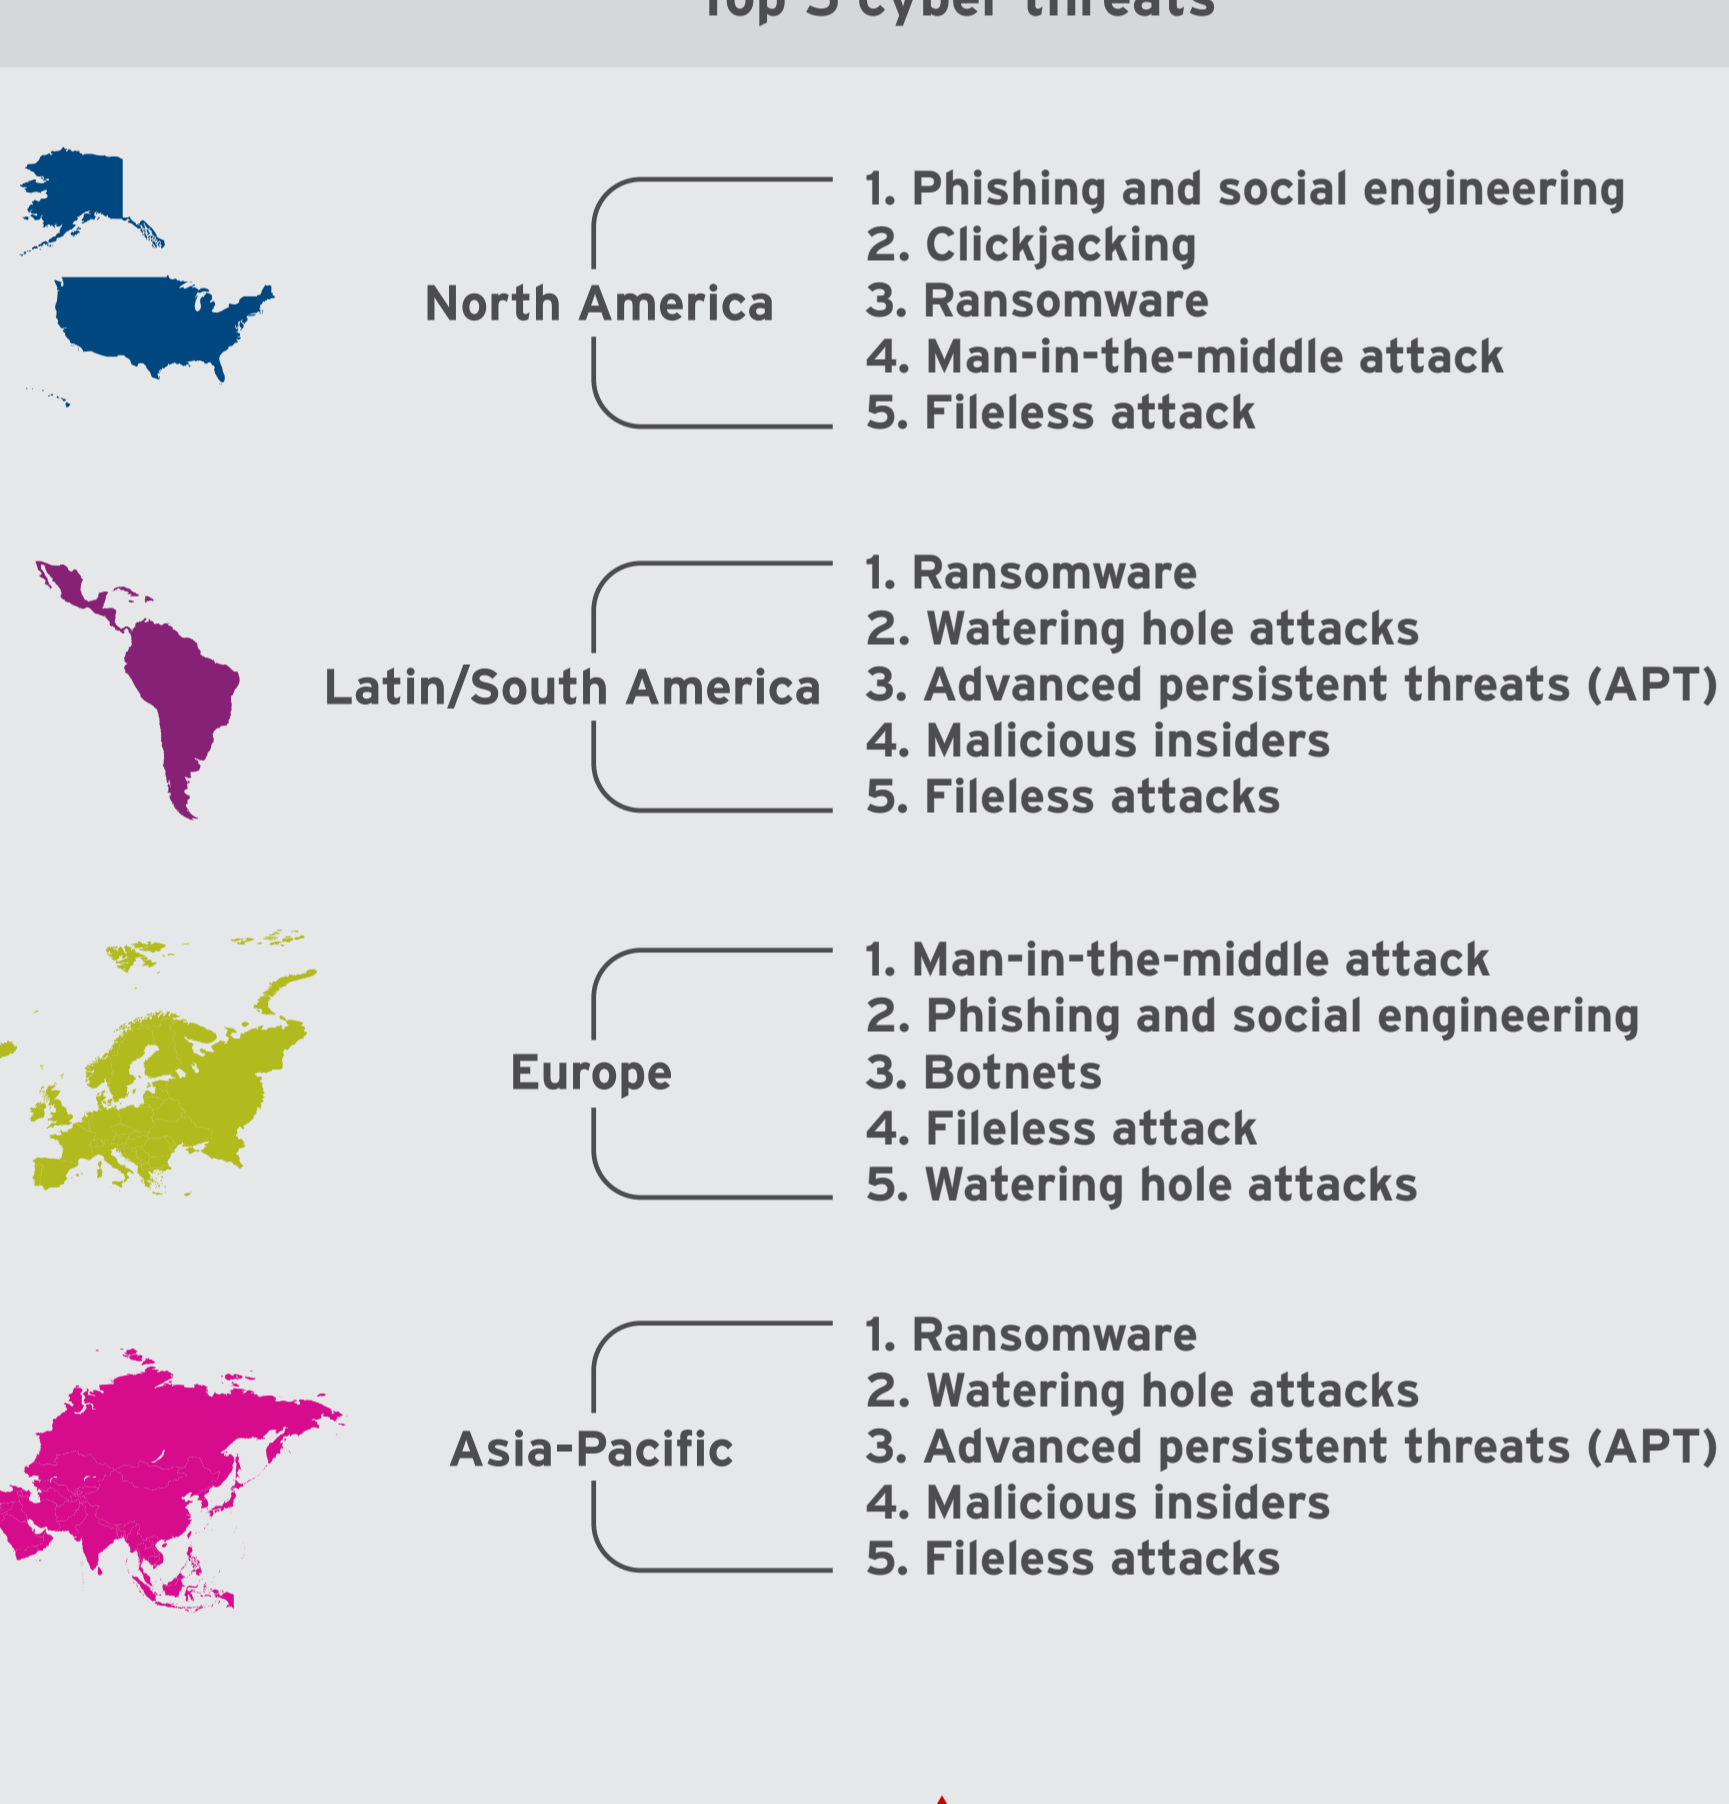 Top 5 cyber threats
North America
1. Phishing and social engineering
2. Clickjacking
3. Ransomware
4. Man-in-the-middle attack
5. Fileless attack
Latin/South America
1. Ransomware
2. Watering hole attacks
3. Advanced persistent threats (APT)
4. Malicious insiders
5. Fileless attacks
Europe
1. Man-in-the-middle attack
2. Phishing and social engineering
3. Botnets
4. Fileless attack
5. Watering hole attacks
Asia-Pacific
1. Ransomware
2. Watering hole attacks
3. Advanced persistent threats (APT)
4. Malicious insiders
5. Fileless attacks